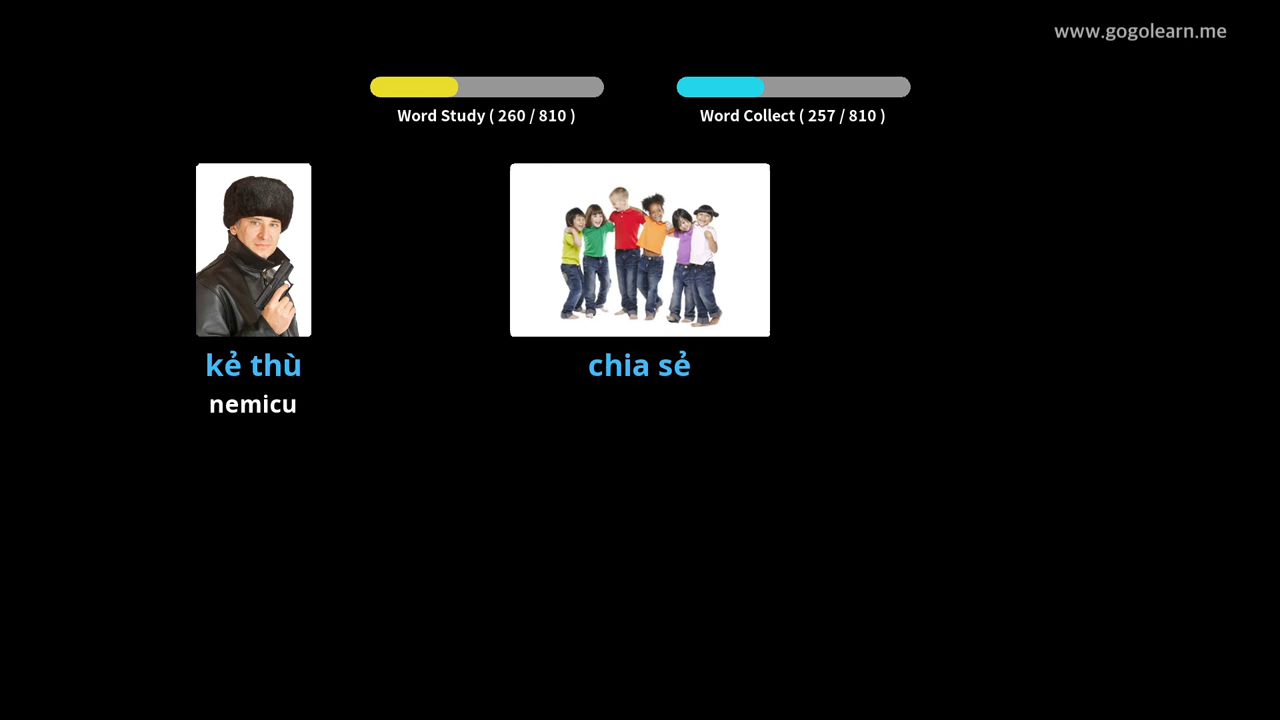 www.gogolearn.me
Word Study ( 260 / 810 )
Word Collect ( 257 / 810 )
kẻ thù
nemicu
chia sẻ